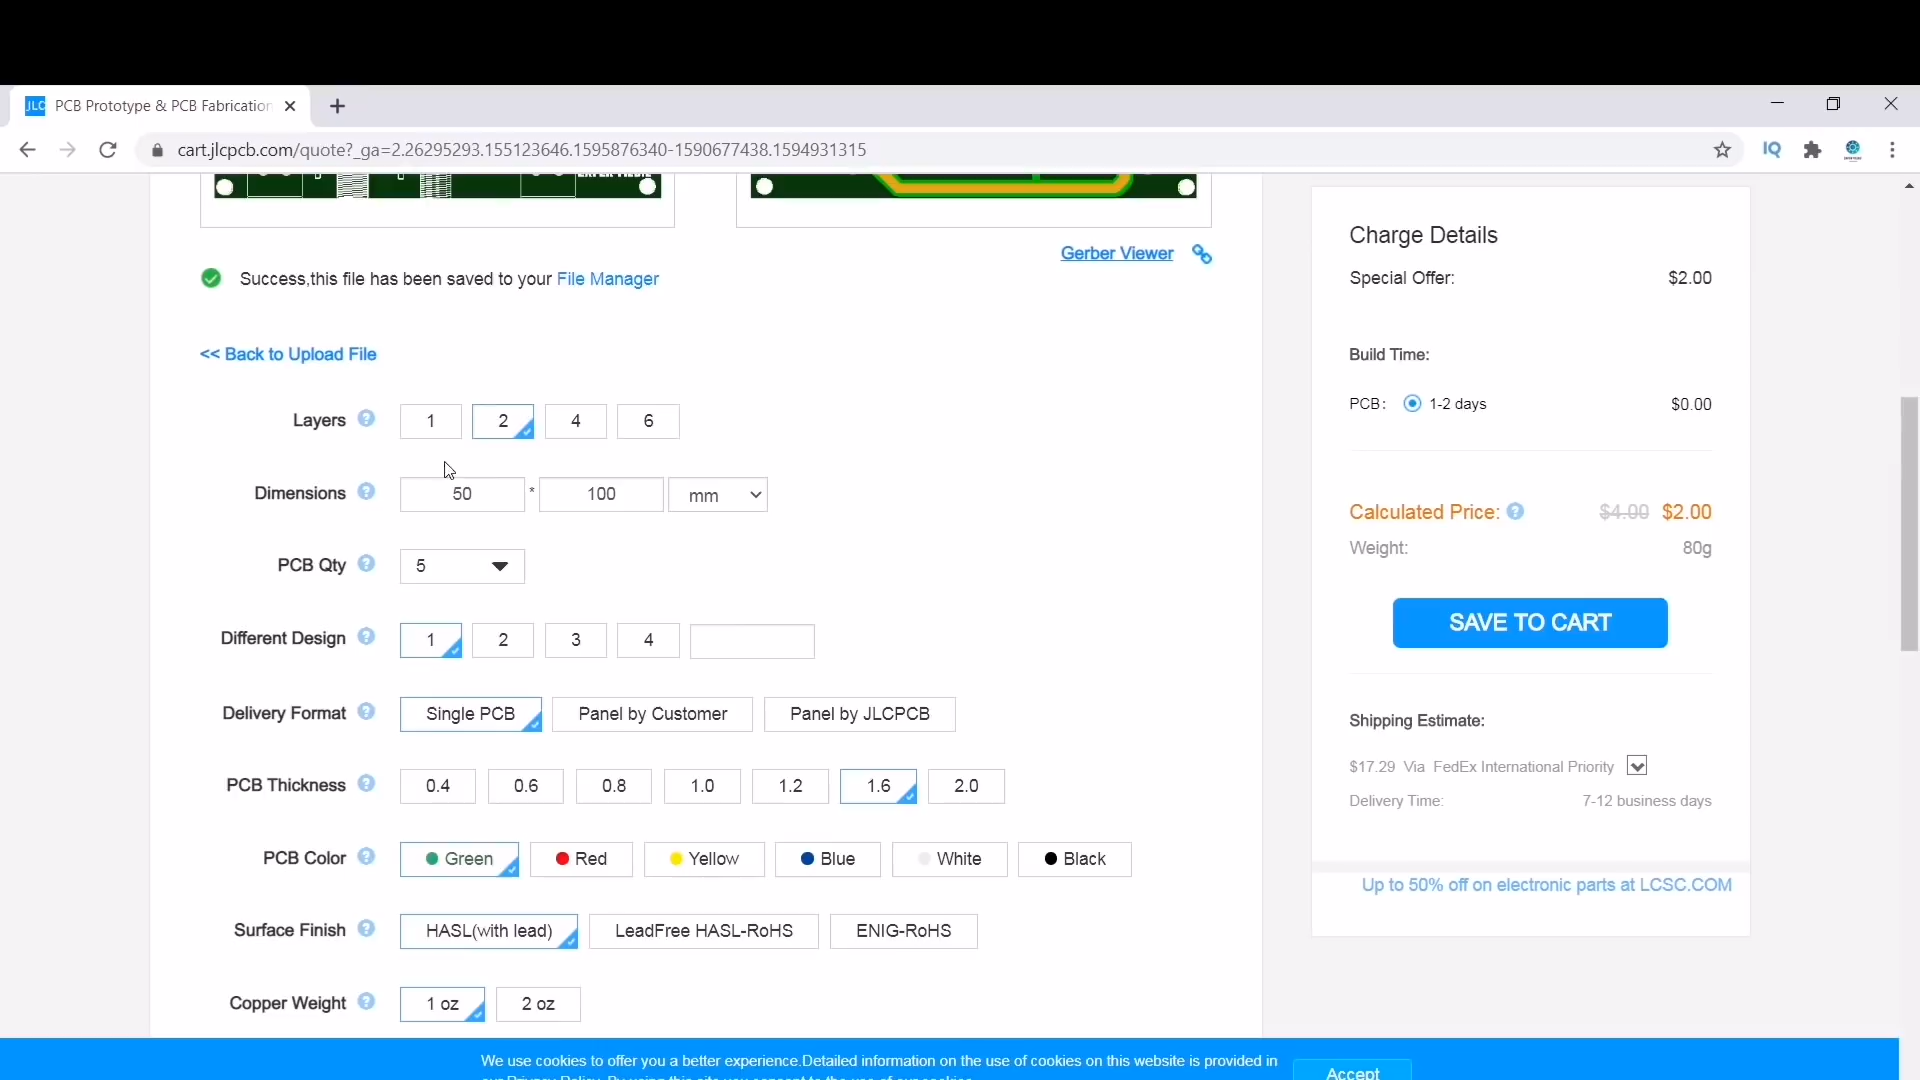 JLC PCB Prototype & PCB Fabrication
cart.jlcpcb.com/quote?_ga=2.26295293.155123646.1595876340-1590677438.1594931315
IQ
Gerber Viewer
Success,this file has been saved to your File Manager
<< Back to Upload File
Layers ? 1 2 4 6
Dimensions ? 50 * 100 mm
PCB Qty ? 5
Different Design ? 1 2 3 4
Delivery Format ? Single PCB Panel by Customer Panel by JLCPCB
PCB Thickness ? 0.4 0.6 0.8 1.0 1.2 1.6 2.0
PCB Color ? Green Red Yellow Blue White Black
Surface Finish ? HASL(with lead) LeadFree HASL-RoHS ENIG-RoHS
Copper Weight ? 1 oz 2 oz
Charge Details
Special Offer: $2.00
Build Time:
PCB: 1-2 days $0.00
Calculated Price: ? $4.00 $2.00
Weight: 80g
SAVE TO CART
Shipping Estimate:
$17.29 Via FedEx International Priority
Delivery Time: 7-12 business days
Up to 50% off on electronic parts at LCSC.COM
We use cookies to offer you a better experience.Detailed information on the use of cookies on this website is provided in
Accept